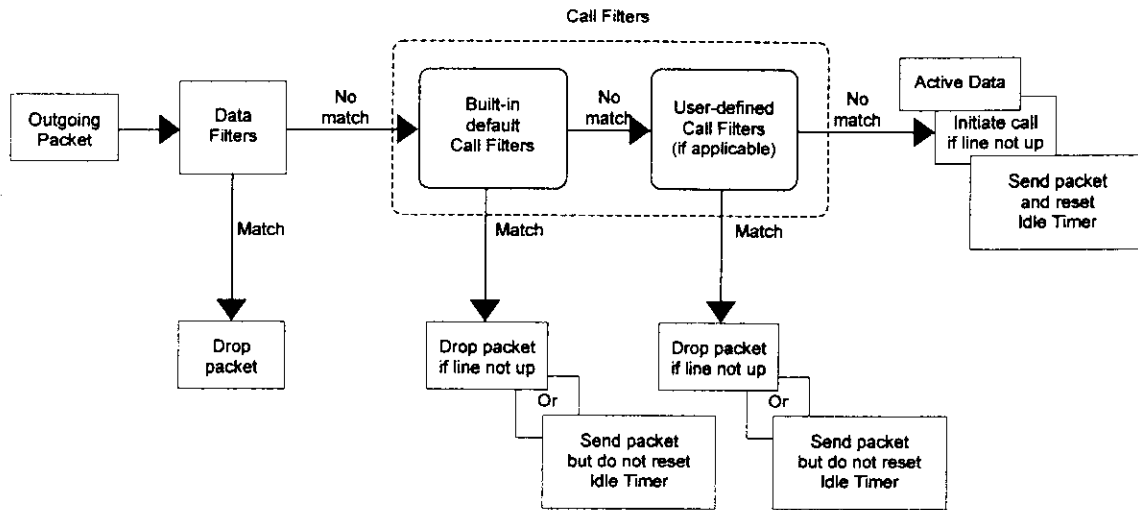 Call Filters
Outgoing
Packet
Data
Filters
No
match
Built-in
default
Call Filters
No
match
User-defined
Call Filters
(if applicable)
No
match
Active Data
Initiate call
if line not up
Send packet
and reset
Idle Timer
Match
Match
Match
Drop
packet
Drop packet
if line not up
Or
Send packet
but do not reset
Idle Timer
Drop packet
if line not up
Or
Send packet
but do not reset
Idle Timer